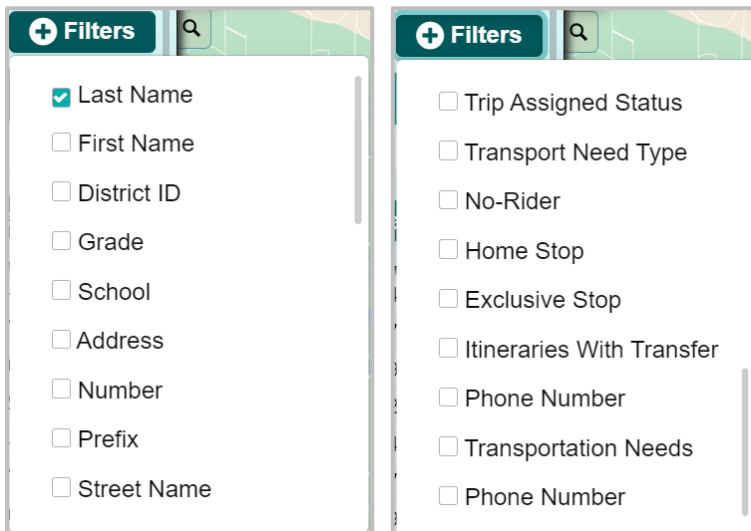 Filters
Last Name
First Name
District ID
Grade
School
Address
Number
Prefix
Street Name
Filters
Trip Assigned Status
Transport Need Type
No-Rider
Home Stop
Exclusive Stop
Itineraries With Transfer
Phone Number
Transportation Needs
Phone Number